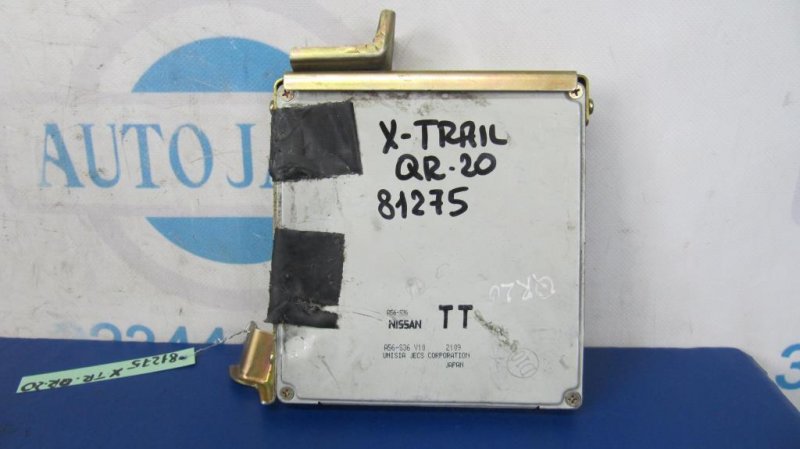 AUTO JA
X-TRAIL
QR-20
81275
QR20
A56-S36
NISSAN TT
A56-S36 V10 2109
UNISIA JECS CORPORATION
JAPAN
81275 X-TR. QR-20